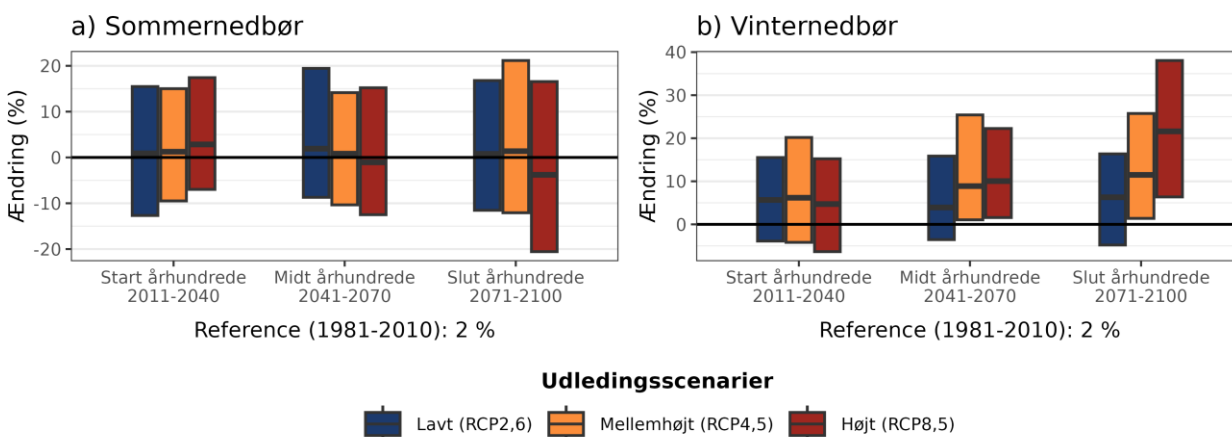 a) Sommernedbør
Ændring (%)
20
10
0
-10
-20
Start århundrede
2011-2040
Midt århundrede
2041-2070
Slut århundrede
2071-2100
Reference (1981-2010): 2 %
b) Vinternedbør
Ændring (%)
40
30
20
10
0
Start århundrede
2011-2040
Midt århundrede
2041-2070
Slut århundrede
2071-2100
Reference (1981-2010): 2 %
Udledingsscenarier
Lavt (RCP2,6)
Mellemhøjt (RCP4,5)
Højt (RCP8,5)